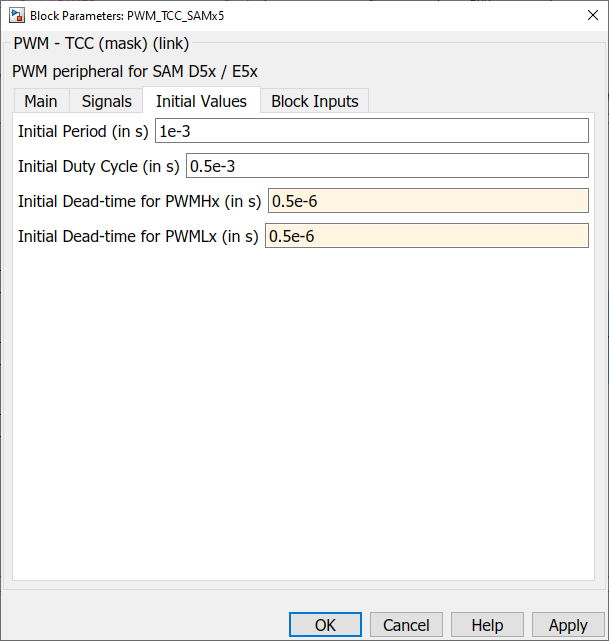 Block Parameters: PWM_TCC_SAMx5
PWM - TCC (mask) (link)
PWM peripheral for SAM D5x / E5x
Main Signals Initial Values Block Inputs
Initial Period (in s) 1e-3
Initial Duty Cycle (in s) 0.5e-3
Initial Dead-time for PWMHx (in s) 0.5e-6
Initial Dead-time for PWMLx (in s) 0.5e-6
OK Cancel Help Apply